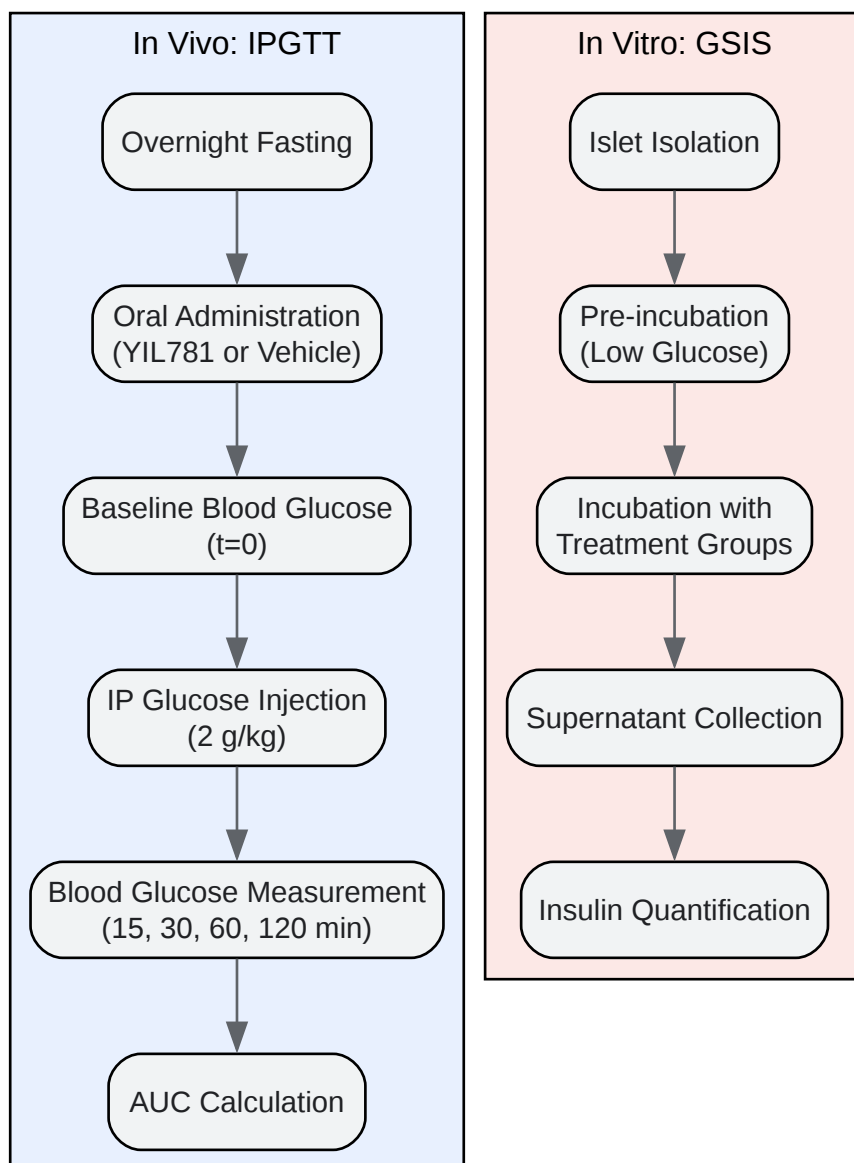 In Vivo: IPGTT
Overnight Fasting
Oral Administration
(YIL781 or Vehicle)
Baseline Blood Glucose
(t=0)
IP Glucose Injection
(2 g/kg)
Blood Glucose Measurement
(15, 30, 60, 120 min)
AUC Calculation
In Vitro: GSIS
Islet Isolation
Pre-incubation
(Low Glucose)
Incubation with
Treatment Groups
Supernatant Collection
Insulin Quantification